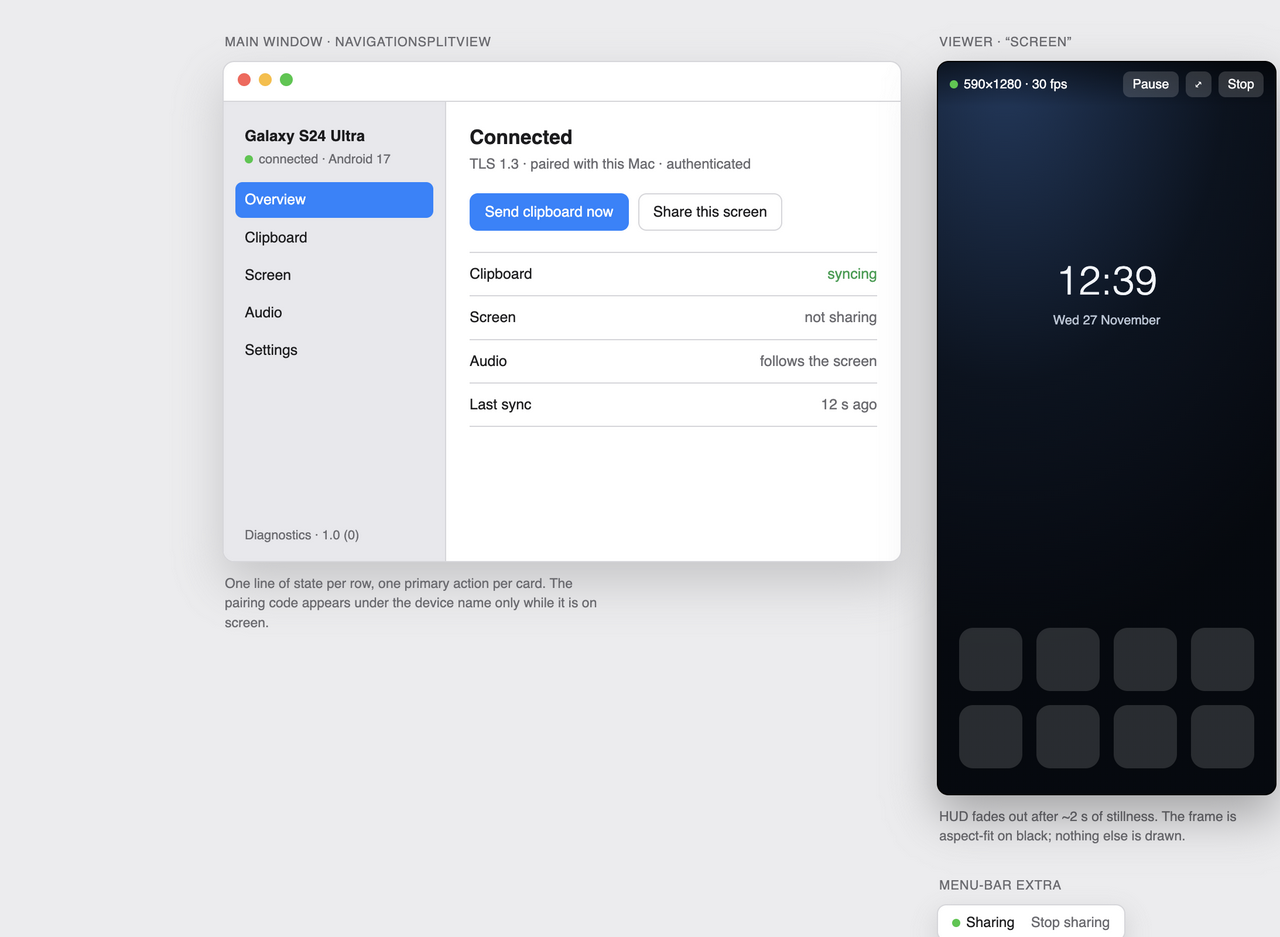 MAIN WINDOW · NAVIGATIONSPLITVIEW
Galaxy S24 Ultra
connected · Android 17
Overview
Clipboard
Screen
Audio
Settings
Diagnostics · 1.0 (0)
Connected
TLS 1.3 · paired with this Mac · authenticated
Send clipboard now
Share this screen
Clipboard syncing
Screen not sharing
Audio follows the screen
Last sync 12 s ago
One line of state per row, one primary action per card. The
pairing code appears under the device name only while it is on
screen.
VIEWER · “SCREEN”
590×1280 · 30 fps
Pause
Stop
12:39
Wed 27 November
HUD fades out after ~2 s of stillness. The frame is
aspect-fit on black; nothing else is drawn.
MENU-BAR EXTRA
Sharing Stop sharing